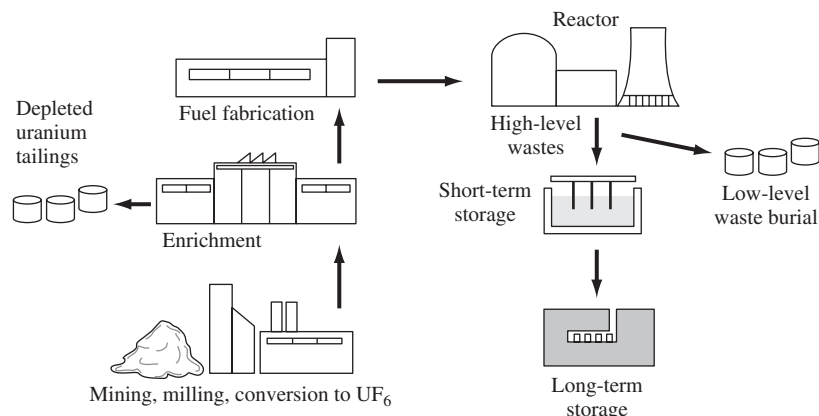 Reactor
Fuel fabrication
Depleted
uranium
tailings
High-level
wastes
Short-term
storage
Low-level
waste burial
Enrichment
Mining, milling, conversion to UF₆
Long-term
storage